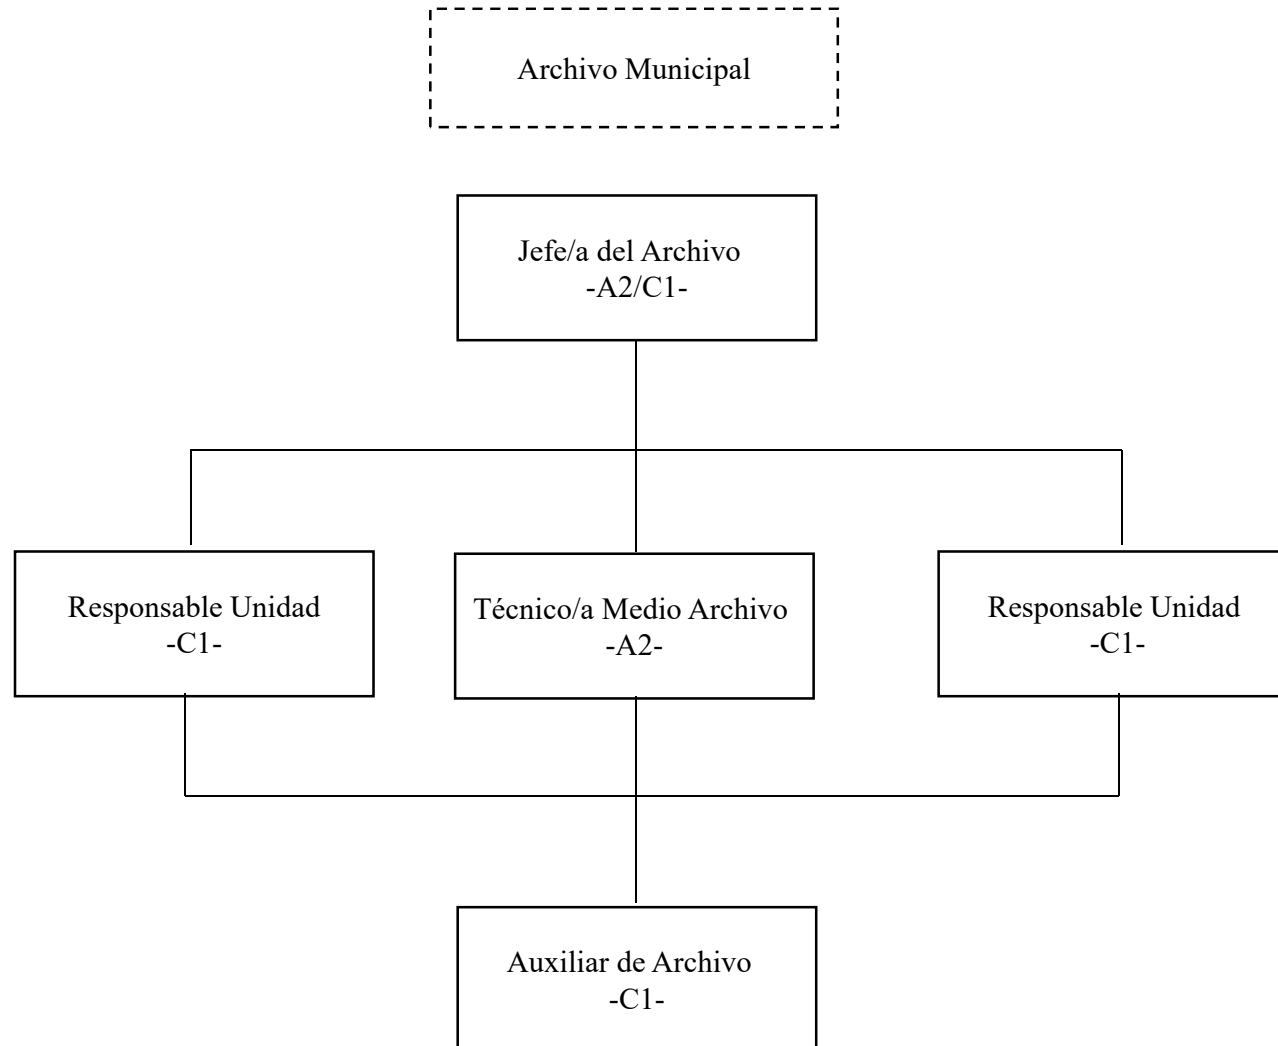 Archivo Municipal
Jefe/a del Archivo
-A2/C1-
Responsable Unidad
-C1-
Técnico/a Medio Archivo
-A2-
Responsable Unidad
-C1-
Auxiliar de Archivo
-C1-